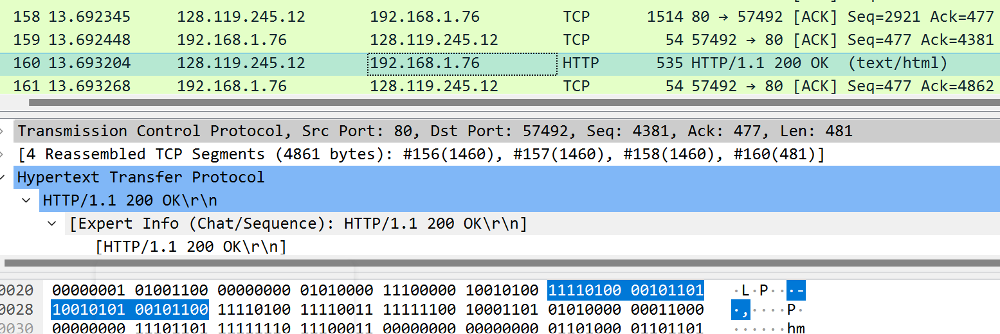 158 13.692345 128.119.245.12 192.168.1.76 TCP 1514 80 → 57492 [ACK] Seq=2921 Ack=477
159 13.692448 192.168.1.76 128.119.245.12 TCP 54 57492 → 80 [ACK] Seq=477 Ack=4381
160 13.693204 128.119.245.12 192.168.1.76 HTTP 535 HTTP/1.1 200 OK (text/html)
161 13.693268 192.168.1.76 128.119.245.12 TCP 54 57492 → 80 [ACK] Seq=477 Ack=4862
Transmission Control Protocol, Src Port: 80, Dst Port: 57492, Seq: 4381, Ack: 477, Len: 481
[4 Reassembled TCP Segments (4861 bytes): #156(1460), #157(1460), #158(1460), #160(481)]
Hypertext Transfer Protocol
HTTP/1.1 200 OK\r\n
[Expert Info (Chat/Sequence): HTTP/1.1 200 OK\r\n]
[HTTP/1.1 200 OK\r\n]
0020 00000001 01001100 00000000 01010000 11100000 10010100 11110100 00101101 ·L·P···-
0028 10010101 00101100 11110100 11110011 11111100 10001101 01010000 00011000 ·,····P·
0030 00000000 11101101 11111110 11100011 00000000 00000000 01101000 01101101 ······hm